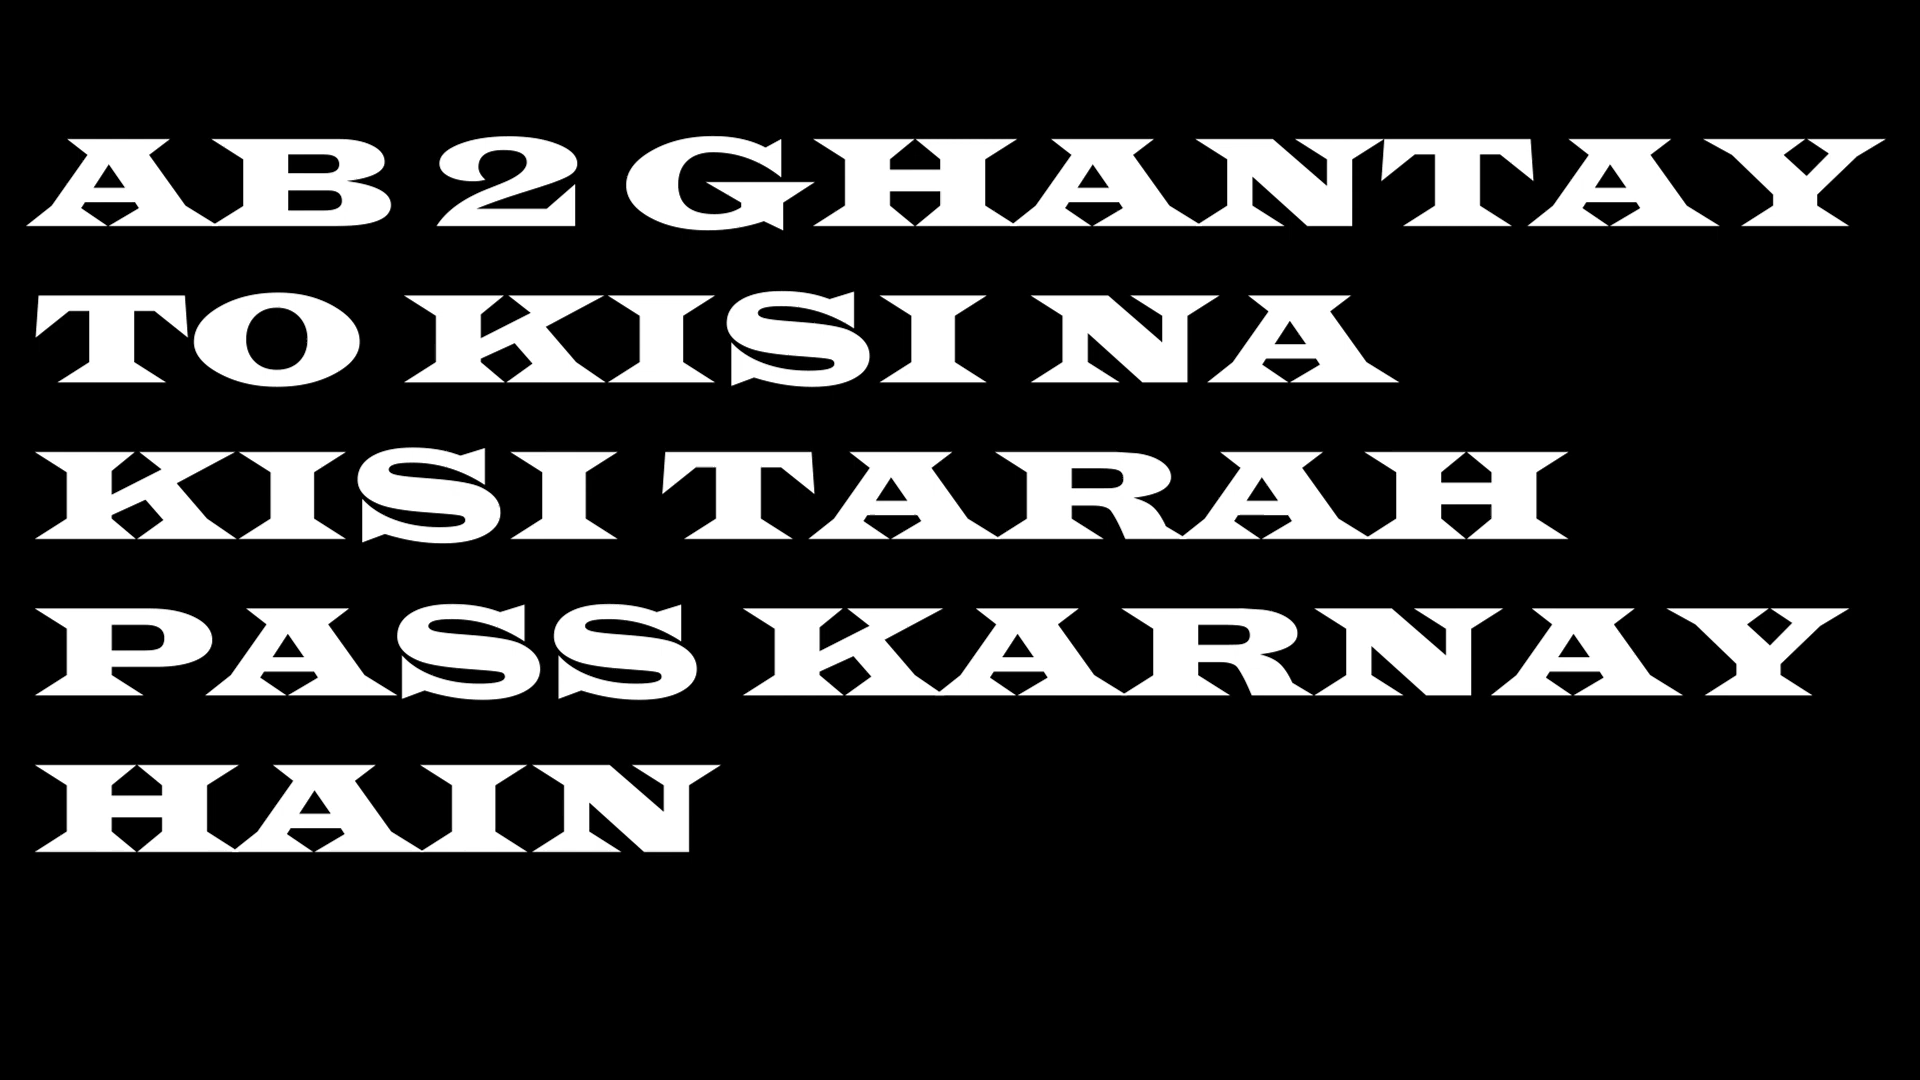 AB 2 GHANTAY
TO KISI NA
KISI TARAH
PASS KARNAY
HAIN